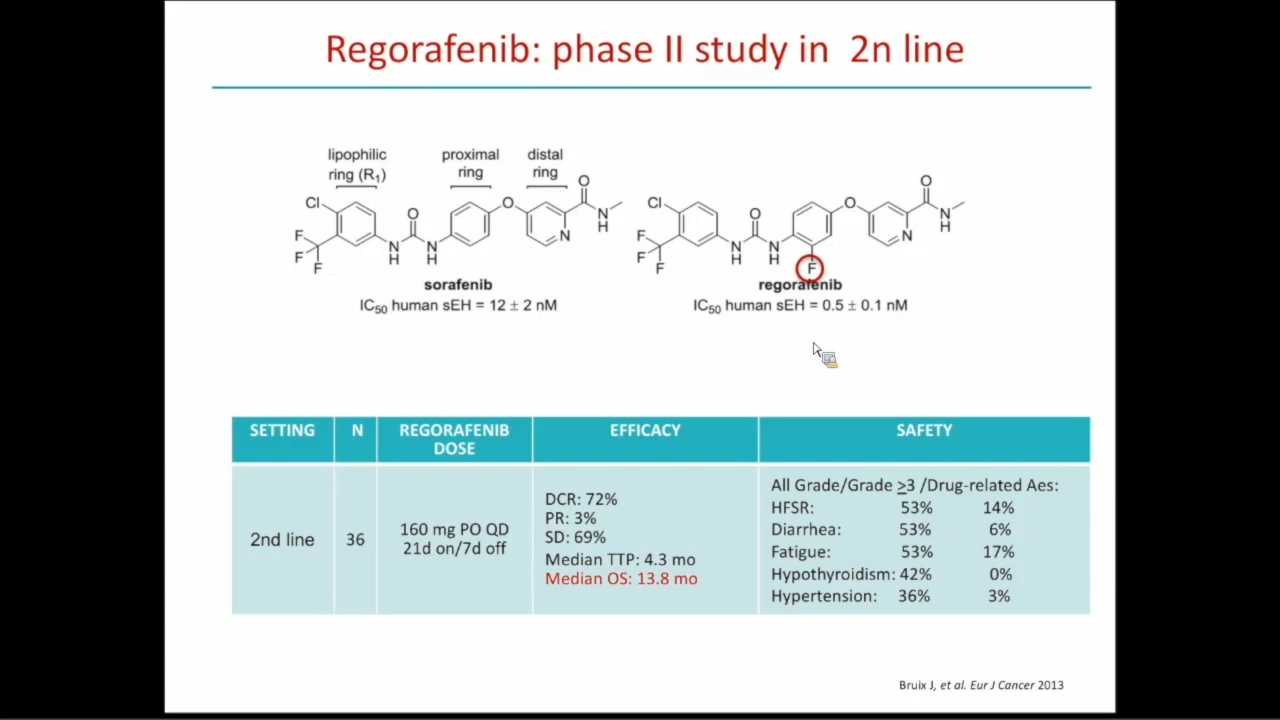 Regorafenib: phase II study in 2n line
lipophilic
ring (R₁)
proximal
ring
distal
ring
Cl
O
O
O
N
H
F
F
F
N
H
N
H
N
sorafenib
IC₅₀ human sEH = 12 ± 2 nM
Cl
O
O
O
N
H
F
F
F
N
H
N
H
N
F
regorafenib
IC₅₀ human sEH = 0.5 ± 0.1 nM
SETTING N REGORAFENIB EFFICACY SAFETY
DOSE
2nd line
36
160 mg PO QD
21d on/7d off
DCR: 72%
PR: 3%
SD: 69%
Median TTP: 4.3 mo
Median OS: 13.8 mo
All Grade/Grade >3 /Drug-related Aes:
HFSR: 53% 14%
Diarrhea: 53% 6%
Fatigue: 53% 17%
Hypothyroidism: 42% 0%
Hypertension: 36% 3%
Bruix J, et al. Eur J Cancer 2013